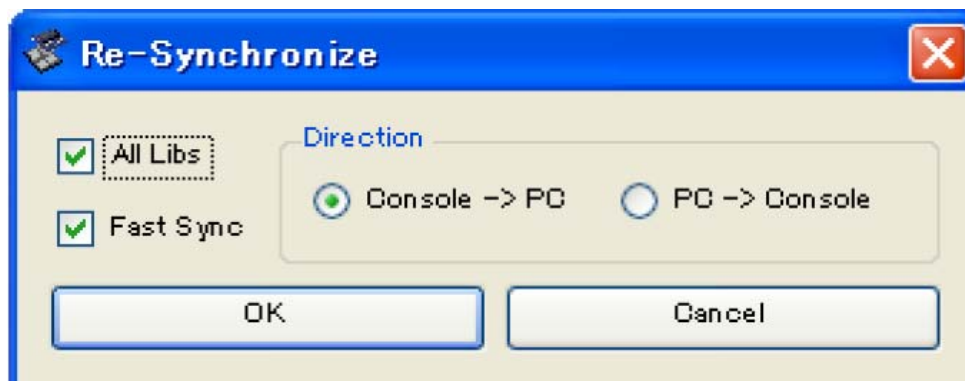 Re-Synchronize
All Libs
Direction
Console -> PC
PC -> Console
Fast Sync
OK
Cancel